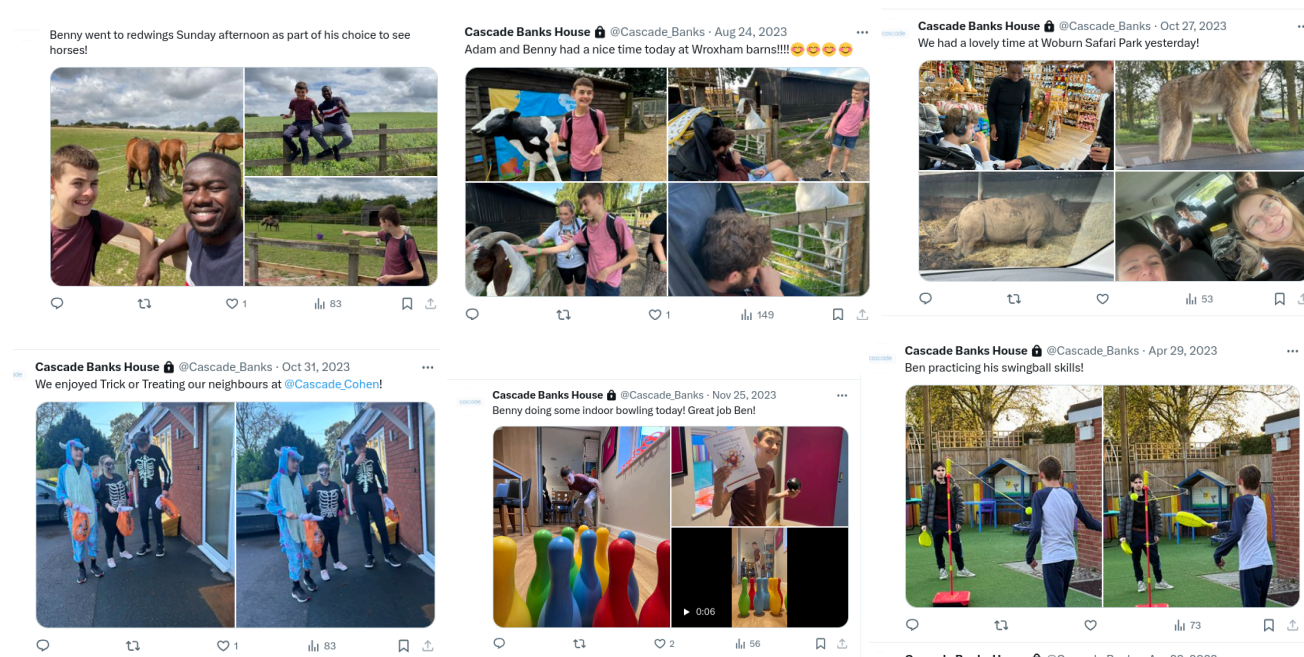 Benny went to redwings Sunday afternoon as part of his choice to see
horses!
1
83
Cascade Banks House @Cascade_Banks · Aug 24, 2023
Adam and Benny had a nice time today at Wroxham barns!!!!😍😍😍😍
1
149
Cascade Banks House @Cascade_Banks · Oct 27, 2023
We had a lovely time at Woburn Safari Park yesterday!
53
Cascade Banks House @Cascade_Banks · Oct 31, 2023
We enjoyed Trick or Treating our neighbours at @Cascade_Cohen!
1
83
Cascade Banks House @Cascade_Banks · Nov 25, 2023
Benny doing some indoor bowling today! Great job Ben!
0:06
2
56
Cascade Banks House @Cascade_Banks · Apr 29, 2023
Ben practicing his swingball skills!
73